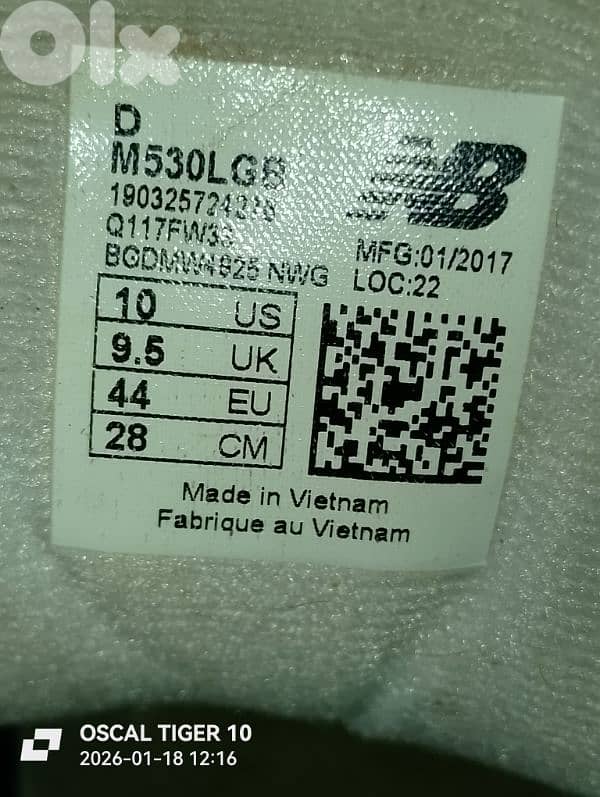 olx
D
M530LGB
Q117FW33
MFG:01/2017
NWG
LOC:22
10 US
9.5 UK
44 EU
28 CM
Made in Vietnam
Fabrique au Vietnam
OSCAL TIGER 10
2026-01-18 12:16